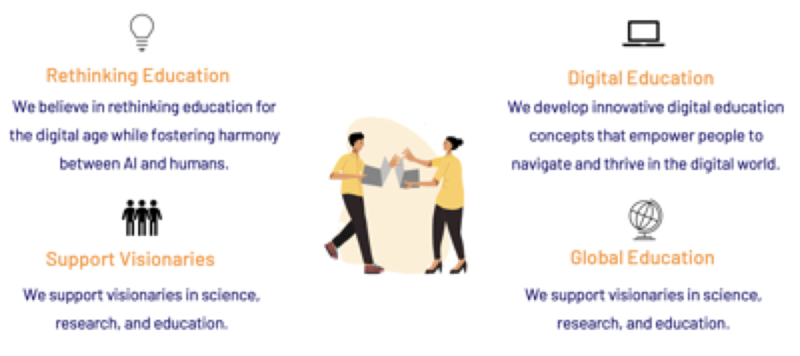 Rethinking Education
We believe in rethinking education for
the digital age while fostering harmony
between AI and humans.
Support Visionaries
We support visionaries in science,
research, and education.
Digital Education
We develop innovative digital education
concepts that empower people to
navigate and thrive in the digital world.
Global Education
We support visionaries in science,
research, and education.